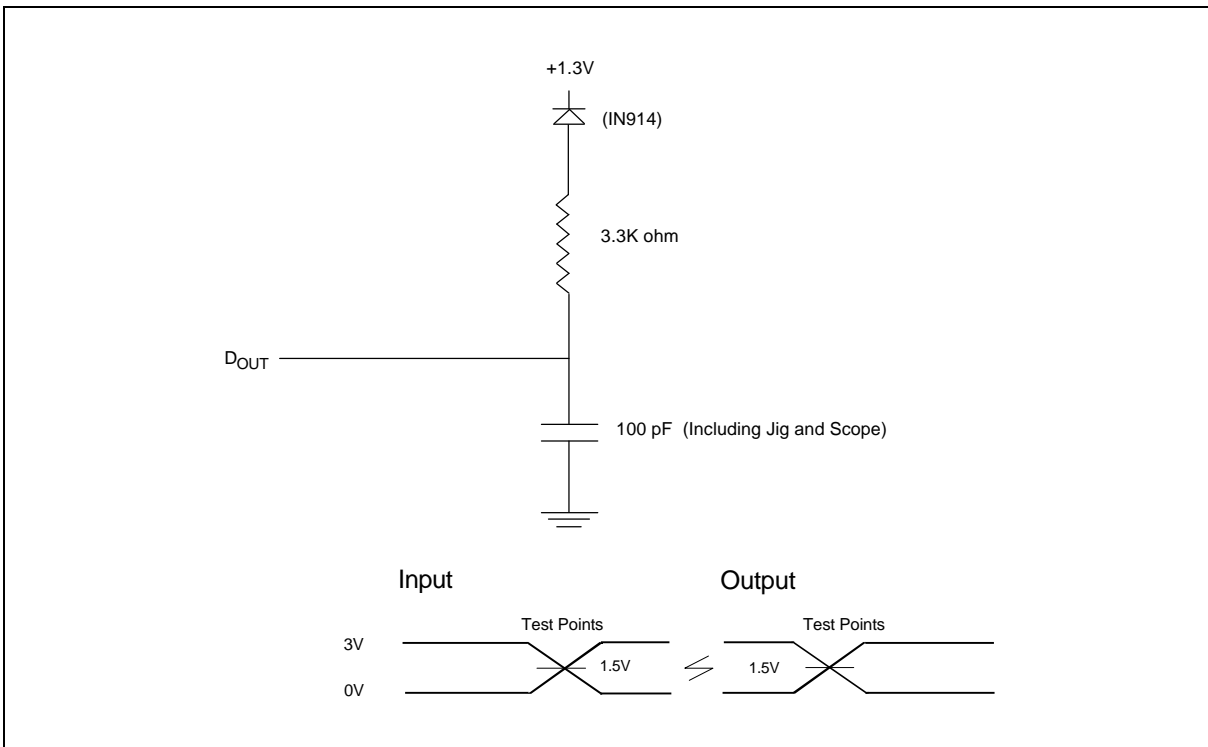 +1.3V
(IN914)
3.3K ohm
DOUT
100 pF (Including Jig and Scope)
Input
Output
Test Points
Test Points
3V
1.5V
1.5V
0V